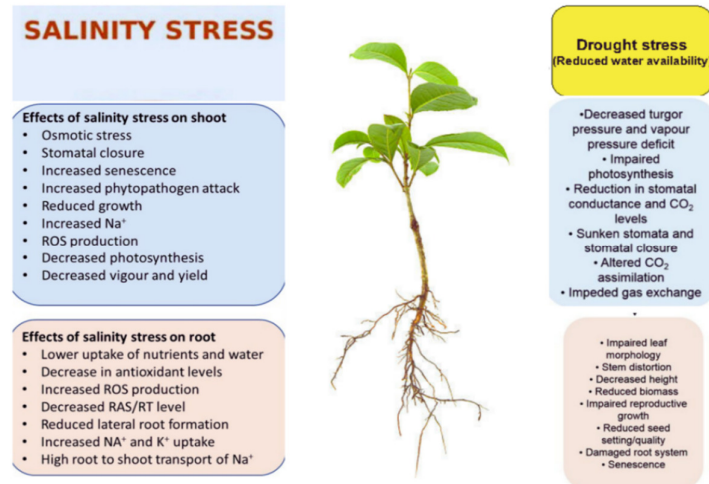 SALINITY STRESS
Effects of salinity stress on shoot
• Osmotic stress
• Stomatal closure
• Increased senescence
• Increased phytopathogen attack
• Reduced growth
• Increased Na⁺
• ROS production
• Decreased photosynthesis
• Decreased vigour and yield
Effects of salinity stress on root
• Lower uptake of nutrients and water
• Decrease in antioxidant levels
• Increased ROS production
• Decreased RAS/RT level
• Reduced lateral root formation
• Increased NA⁺ and K⁺ uptake
• High root to shoot transport of Na⁺
Drought stress
(Reduced water availability
•Decreased turgor
pressure and vapour
pressure deficit
• Impaired
photosynthesis
• Reduction in stomatal
conductance and CO₂
levels
• Sunken stomata and
stomatal closure
• Altered CO₂
assimilation
• Impeded gas exchange
• Impaired leaf
morphology
• Stem distortion
• Decreased height
• Reduced biomass
• Impaired reproductive
growth
• Reduced seed
setting/quality
• Damaged root system
• Senescence